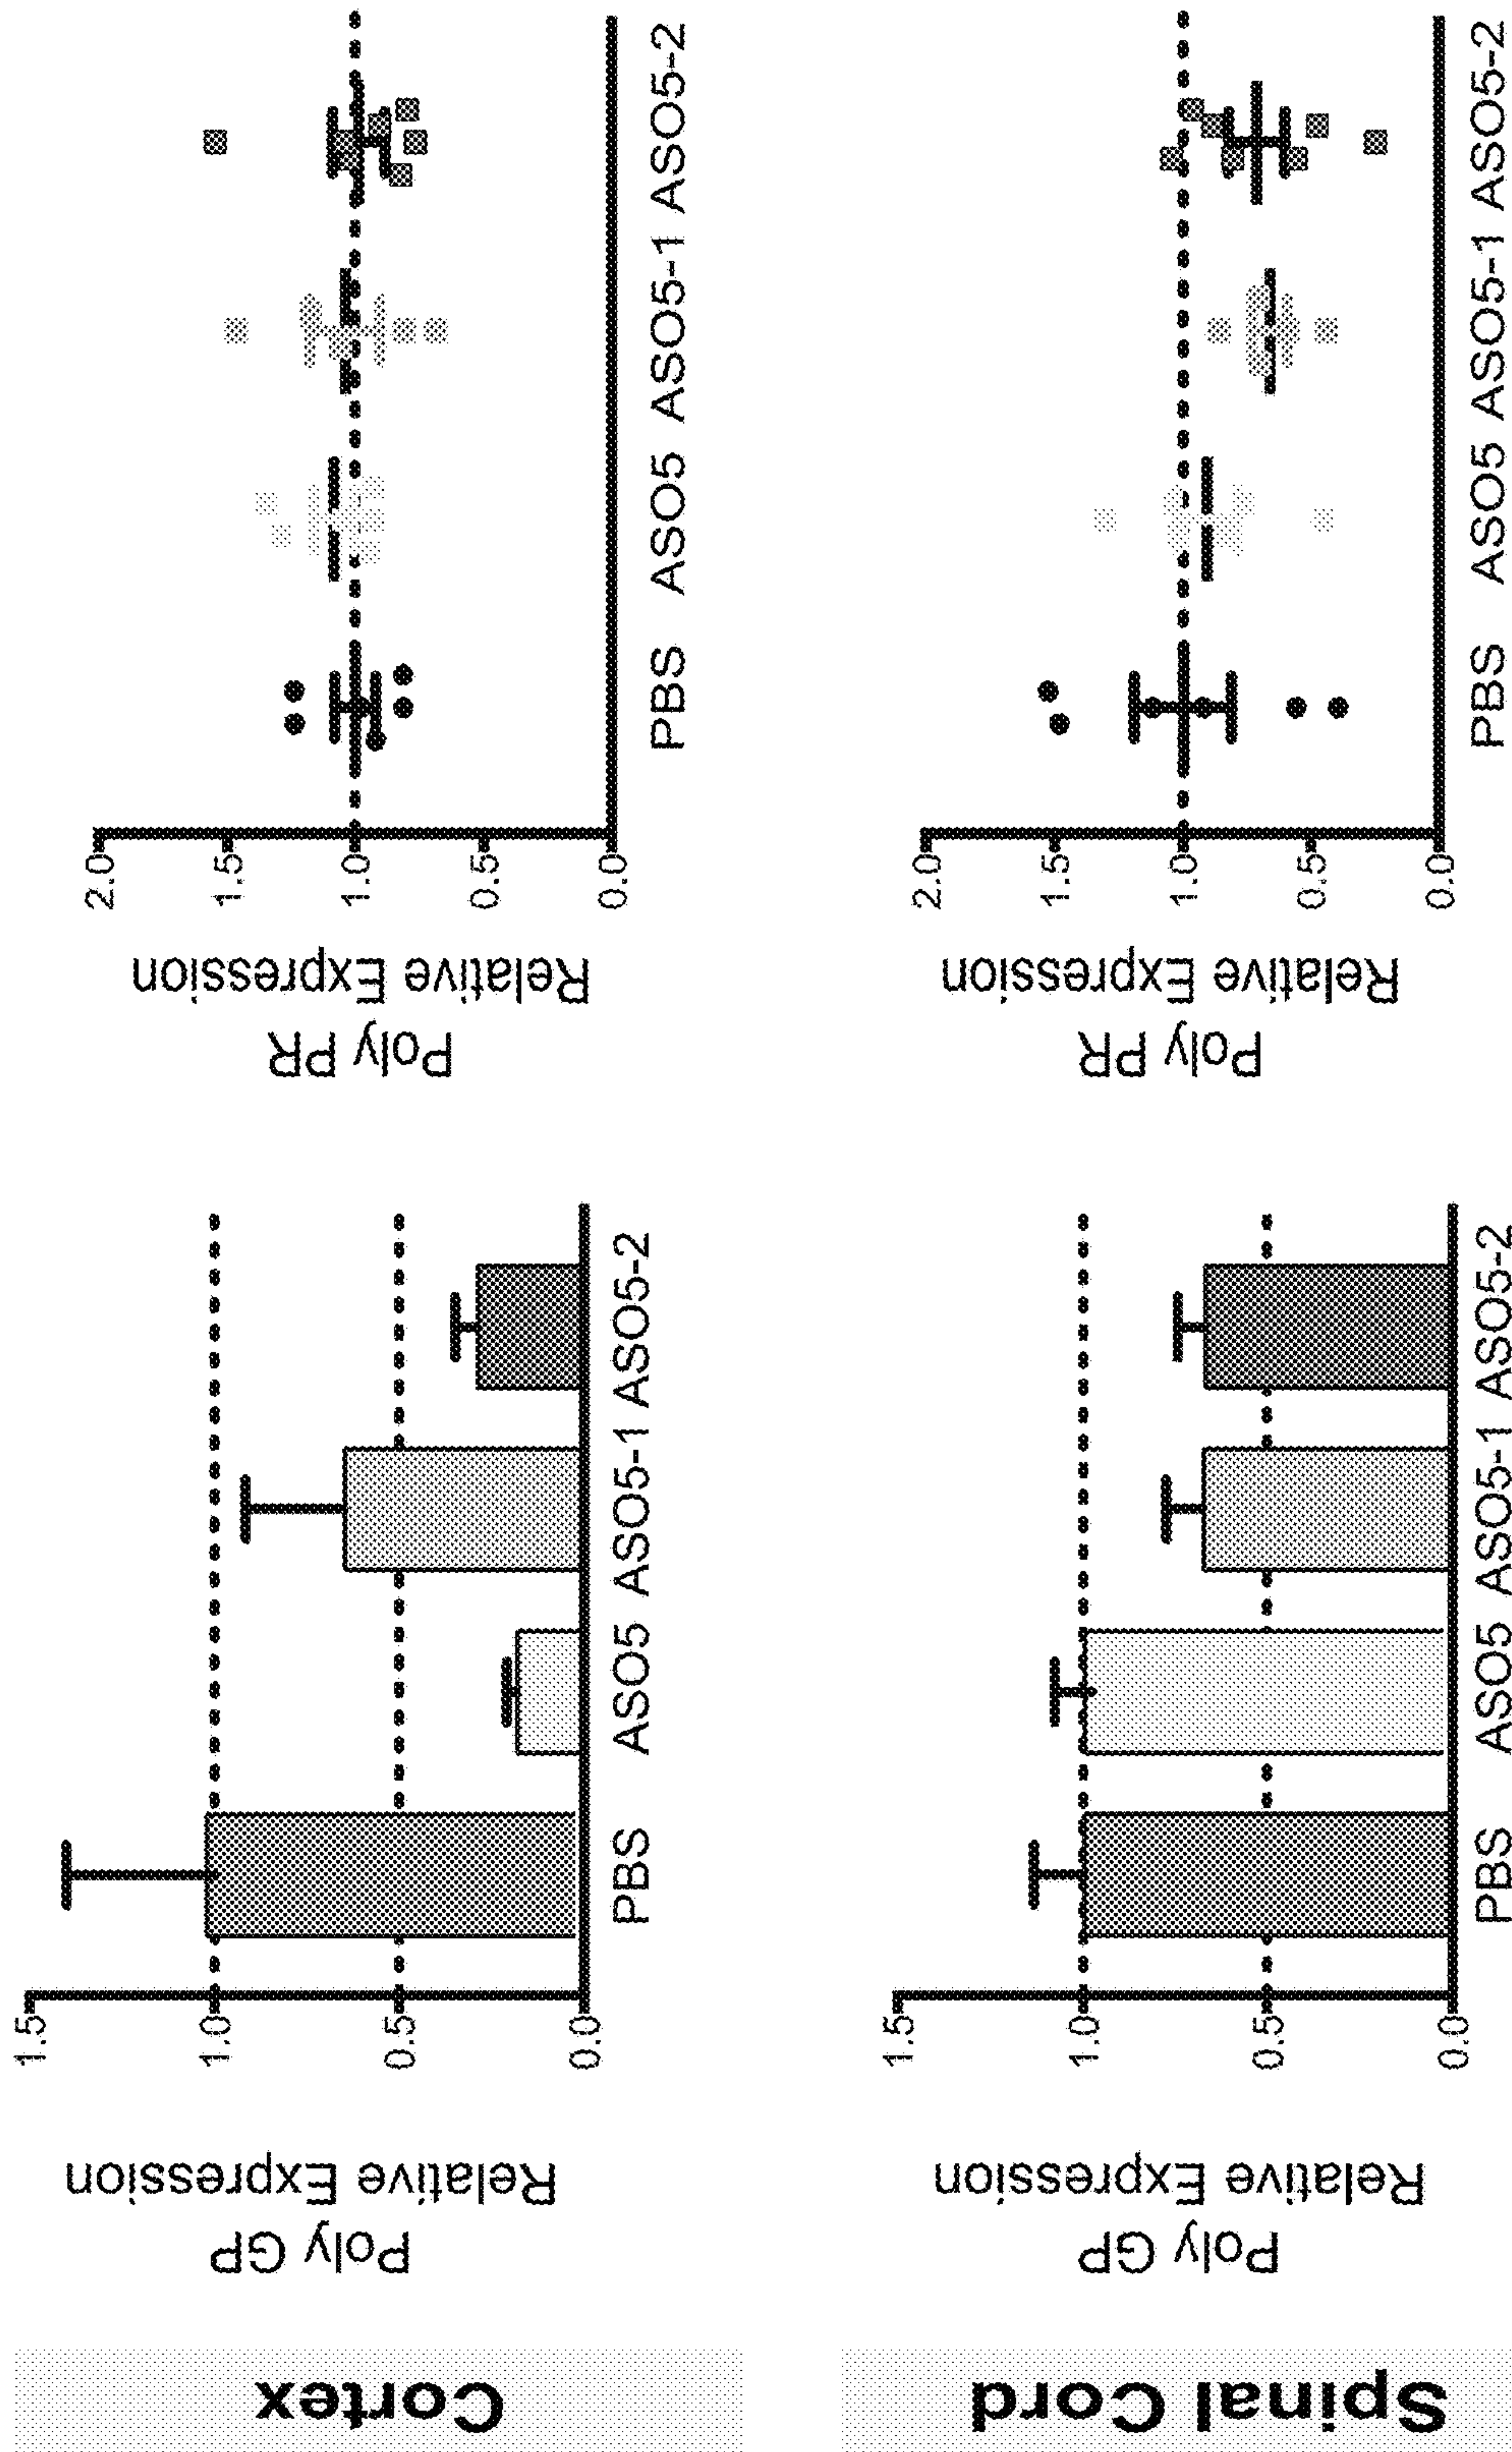 Cortex
Poly GP
Relative Expression
1.5
1.0
0.5
0.0
PBS ASO5 ASO5-1 ASO5-2
Poly PR
Relative Expression
2.0
1.5
1.0
0.5
0.0
PBS ASO5 ASO5-1 ASO5-2
Spinal Cord
Poly GP
Relative Expression
1.5
1.0
0.5
0.0
PBS ASO5 ASO5-1 ASO5-2
Poly PR
Relative Expression
2.0
1.5
1.0
0.5
0.0
PBS ASO5 ASO5-1 ASO5-2